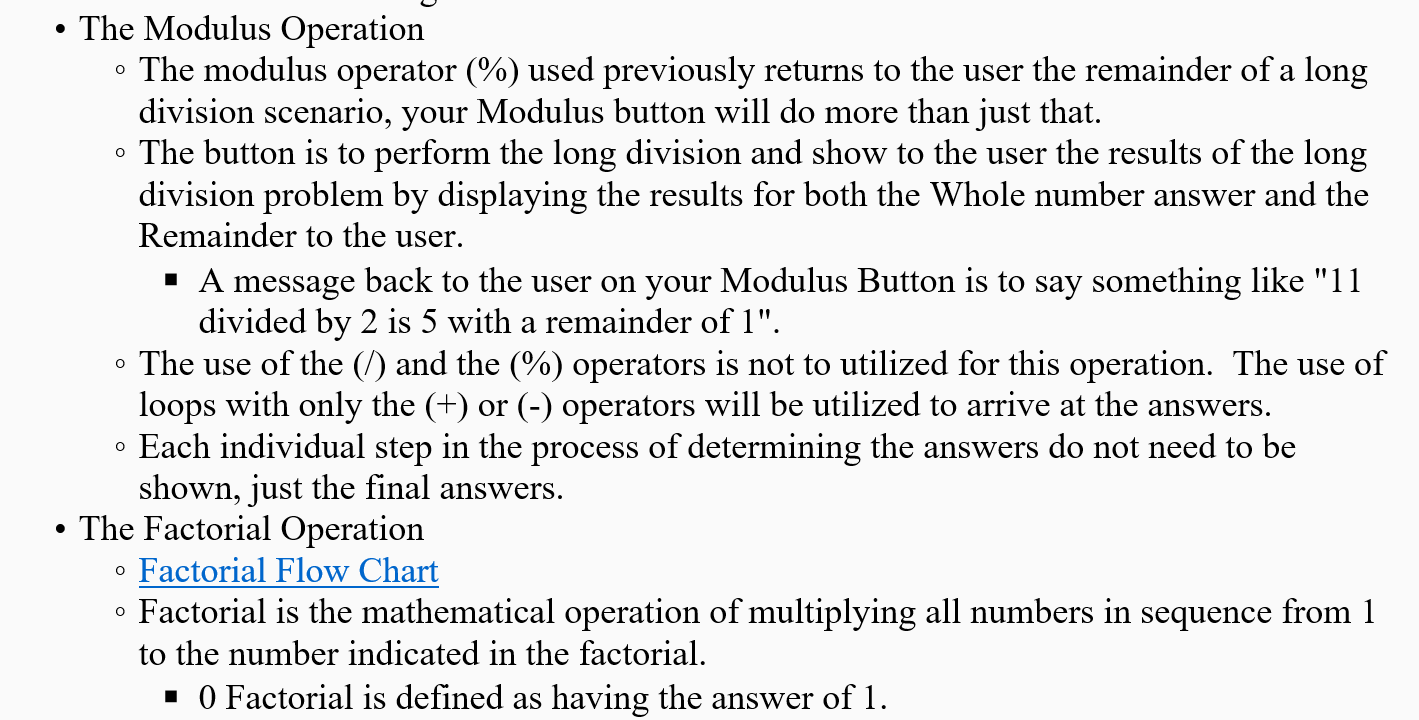 • The Modulus Operation
◦ The modulus operator (%) used previously returns to the user the remainder of a long
division scenario, your Modulus button will do more than just that.
◦ The button is to perform the long division and show to the user the results of the long
division problem by displaying the results for both the Whole number answer and the
Remainder to the user.
▪ A message back to the user on your Modulus Button is to say something like "11
divided by 2 is 5 with a remainder of 1".
◦ The use of the (/) and the (%) operators is not to utilized for this operation.  The use of
loops with only the (+) or (-) operators will be utilized to arrive at the answers.
◦ Each individual step in the process of determining the answers do not need to be
shown, just the final answers.
• The Factorial Operation
◦ Factorial Flow Chart
◦ Factorial is the mathematical operation of multiplying all numbers in sequence from 1
to the number indicated in the factorial.
▪ 0 Factorial is defined as having the answer of 1.